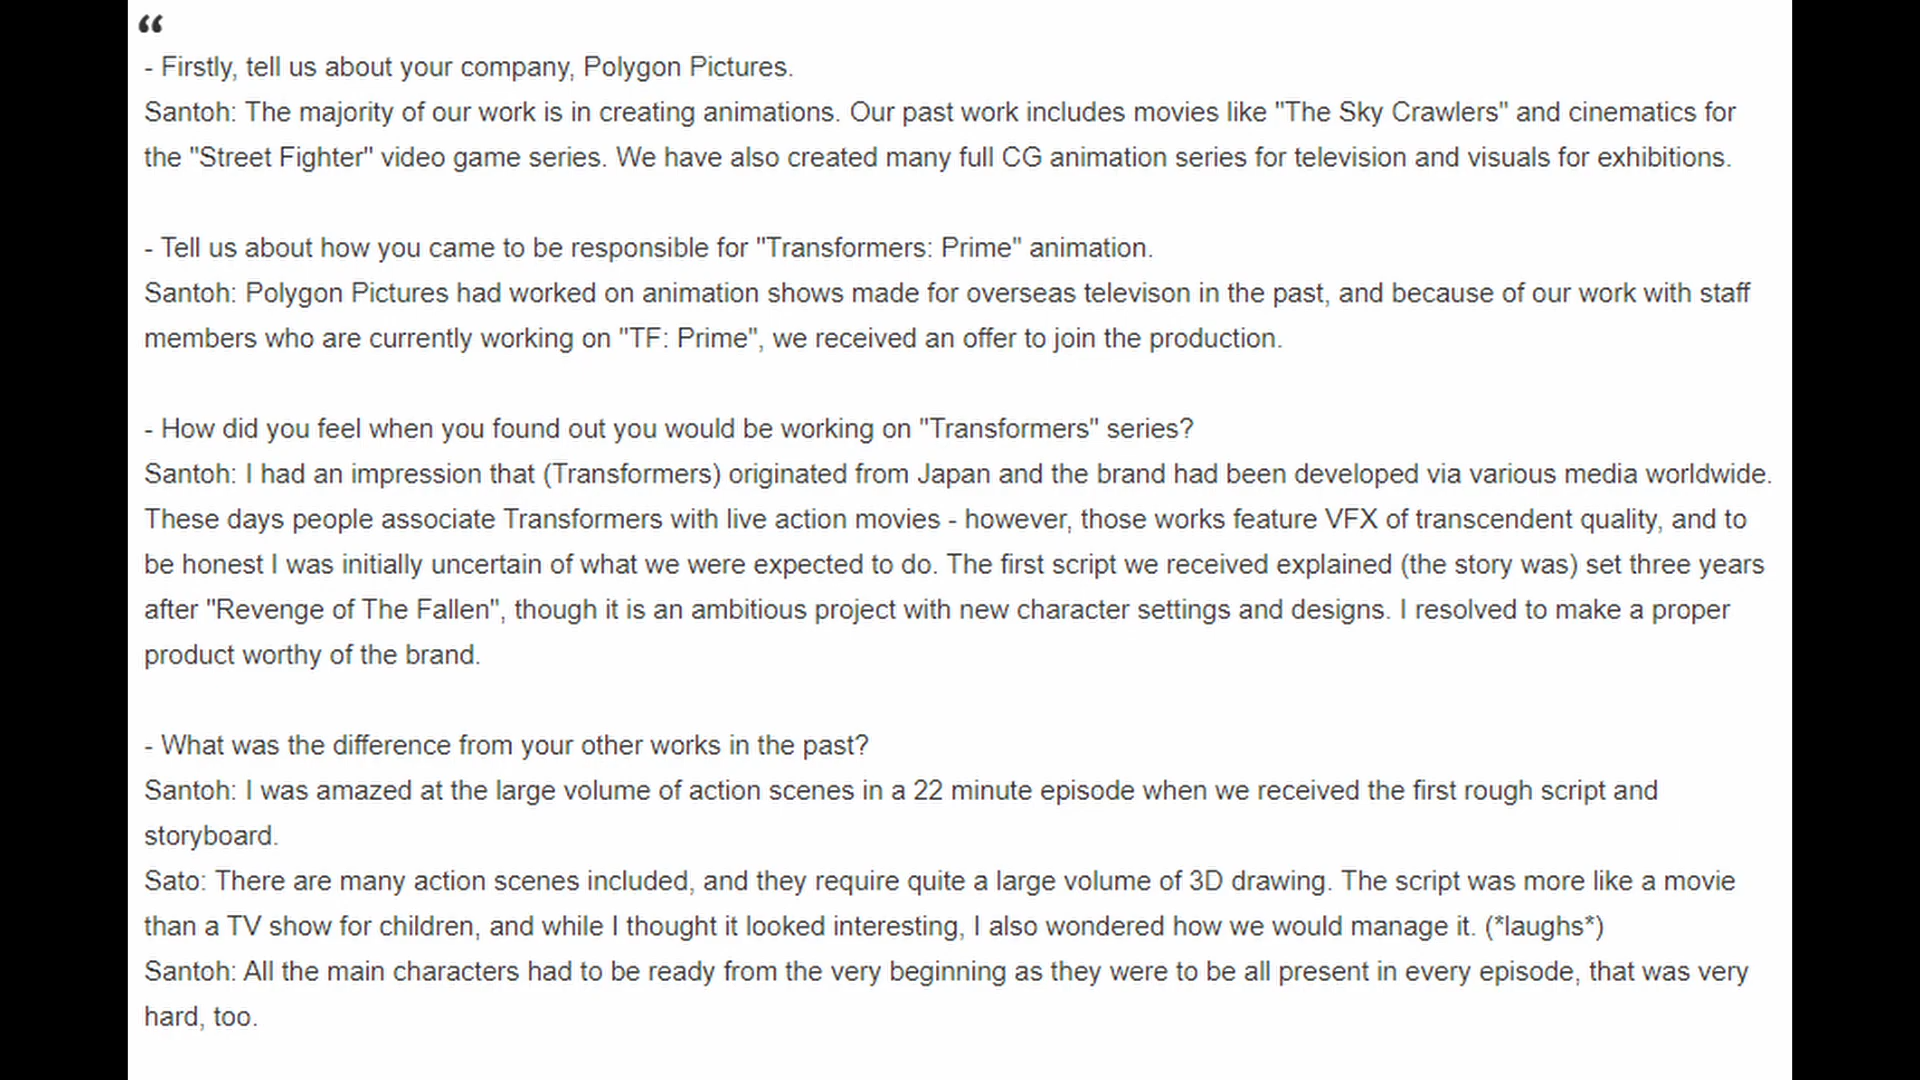 “
- Firstly, tell us about your company, Polygon Pictures.
Santoh: The majority of our work is in creating animations. Our past work includes movies like "The Sky Crawlers" and cinematics for
the "Street Fighter" video game series. We have also created many full CG animation series for television and visuals for exhibitions.
- Tell us about how you came to be responsible for "Transformers: Prime" animation.
Santoh: Polygon Pictures had worked on animation shows made for overseas televison in the past, and because of our work with staff
members who are currently working on "TF: Prime", we received an offer to join the production.
- How did you feel when you found out you would be working on "Transformers" series?
Santoh: I had an impression that (Transformers) originated from Japan and the brand had been developed via various media worldwide.
These days people associate Transformers with live action movies - however, those works feature VFX of transcendent quality, and to
be honest I was initially uncertain of what we were expected to do. The first script we received explained (the story was) set three years
after "Revenge of The Fallen", though it is an ambitious project with new character settings and designs. I resolved to make a proper
product worthy of the brand.
- What was the difference from your other works in the past?
Santoh: I was amazed at the large volume of action scenes in a 22 minute episode when we received the first rough script and
storyboard.
Sato: There are many action scenes included, and they require quite a large volume of 3D drawing. The script was more like a movie
than a TV show for children, and while I thought it looked interesting, I also wondered how we would manage it. (*laughs*)
Santoh: All the main characters had to be ready from the very beginning as they were to be all present in every episode, that was very
hard, too.